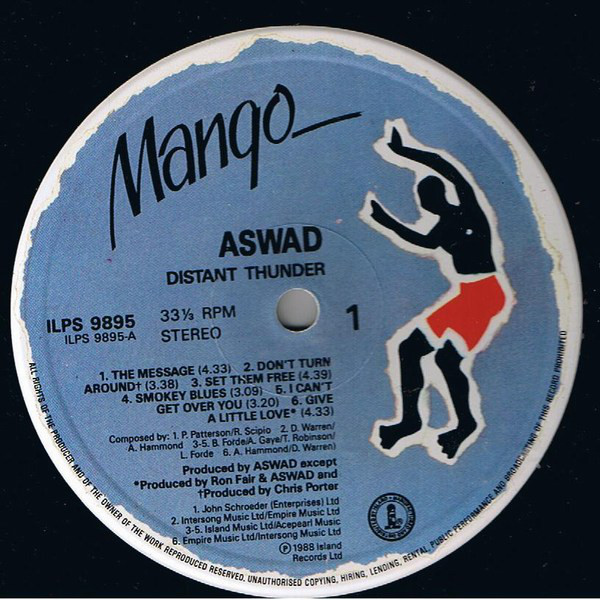 Mango
ASWAD
DISTANT THUNDER
ILPS 9895
ILPS 9895-A
33⅓ RPM
STEREO
1
1. THE MESSAGE (4.33) 2. DON'T TURN
AROUND† (3.38) 3. SET THEM FREE (4.39)
4. SMOKEY BLUES (3.09) 5. I CAN'T
GET OVER YOU (3.20) 6. GIVE
A LITTLE LOVE* (4.33)
Composed by: 1. P. Patterson/R. Scipio 2. D. Warren/
A. Hammond 3-5. B. Forde/A. Gaye/T. Robinson/
L. Forde 6. A. Hammond/D. Warren)
Produced by ASWAD except
*Produced by Ron Fair & ASWAD and
†Produced by Chris Porter
1. John Schroeder (Enterprises) Ltd
2. Intersong Music Ltd/Empire Music Ltd
3-5. Island Music Ltd/Acepearl Music
6. Empire Music Ltd/Intersong Music Ltd
℗ 1988 Island
Records Ltd
ALL RIGHTS OF THE PRODUCER AND OF THE OWNER OF THE WORK REPRODUCED RESERVED. UNAUTHORISED COPYING, HIRING, LENDING, RENTAL, PUBLIC PERFORMANCE AND BROADCASTING OF THIS RECORD PROHIBITED